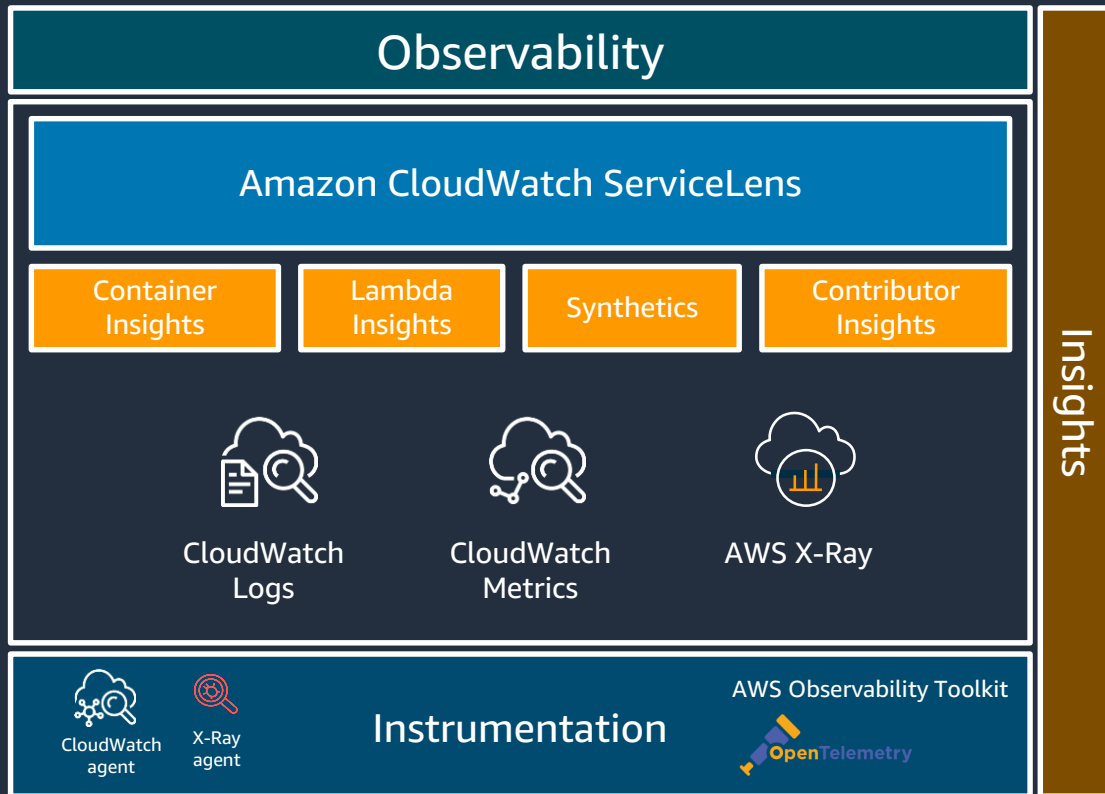 Observability
Amazon CloudWatch ServiceLens
Container
Insights
Lambda
Insights
Synthetics
Contributor
Insights
CloudWatch
Logs
CloudWatch
Metrics
AWS X-Ray
CloudWatch
agent
X-Ray
agent
Instrumentation
AWS Observability Toolkit
OpenTelemetry
Insights